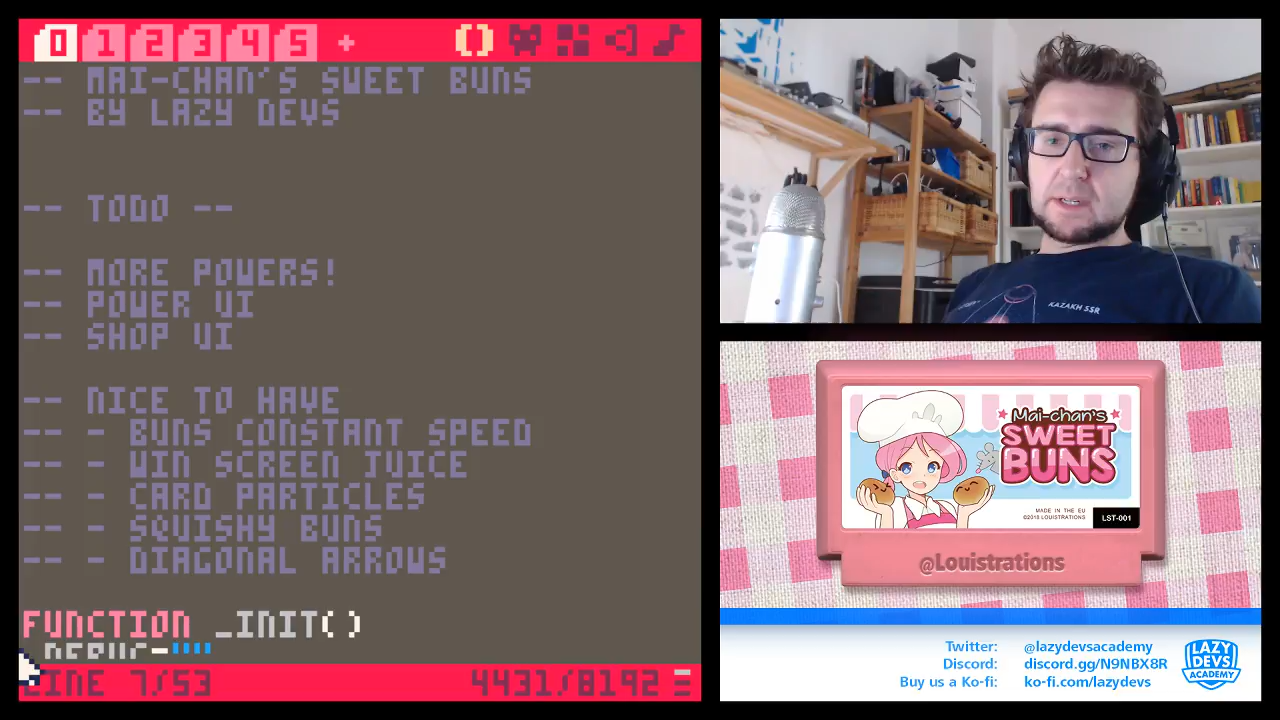 0 1 2 3 4 5 +
-- MAI-CHAN'S SWEET BUNS
-- BY LAZY DEVS
-- TODO --
-- MORE POWERS!
-- POWER UI
-- SHOP UI
-- NICE TO HAVE
-- - BUNS CONSTANT SPEED
-- - WIN SCREEN JUICE
-- - CARD PARTICLES
-- - SQUISHY BUNS
-- - DIAGONAL ARROWS
FUNCTION _INIT()
DEBUG=""
LINE 7/53
4431/8192
KAZAKH SSR
Mai-chan's
SWEET
BUNS
MADE IN THE EU
©2019 LOUISTRATIONS
LST-001
@Louistrations
Twitter: @lazydevsacademy
Discord: discord.gg/N9NBX8R
Buy us a Ko-fi: ko-fi.com/lazydevs
LAZY
DEVS
ACADEMY